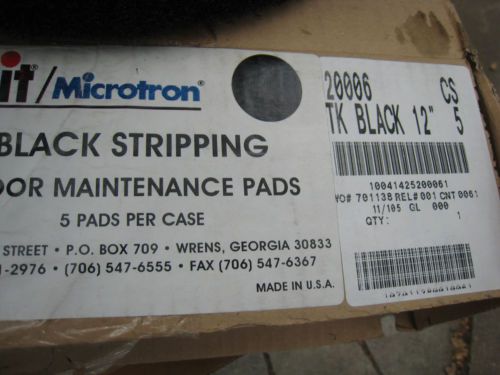 it/Microtron®
BLACK STRIPPING
OOR MAINTENANCE PADS
5 PADS PER CASE
STREET • P.O. BOX 709 • WRENS, GEORGIA 30833
1-2976 • (706) 547-6555 • FAX (706) 547-6367
MADE IN U.S.A.
20006 CS
TK BLACK 12" 5
10041425200061
WO# 701138 REL# 001 CNT 0061
11/105 GL 000
QTY: 1